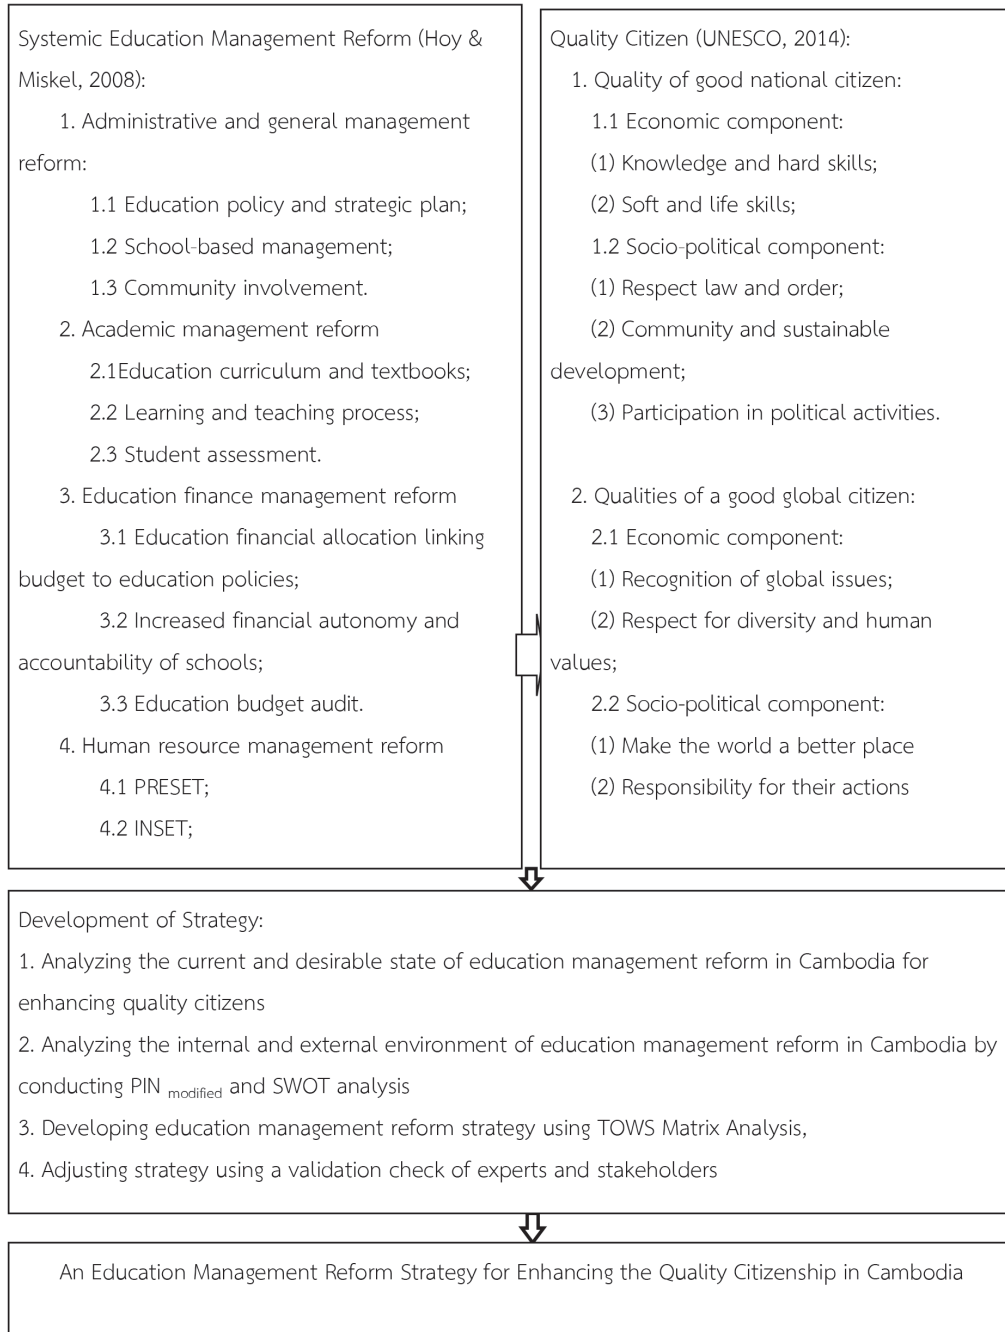 Systemic Education Management Reform (Hoy &
Miskel, 2008):
1. Administrative and general management
reform:
1.1 Education policy and strategic plan;
1.2 School-based management;
1.3 Community involvement.
2. Academic management reform
2.1Education curriculum and textbooks;
2.2 Learning and teaching process;
2.3 Student assessment.
3. Education finance management reform
3.1 Education financial allocation linking
budget to education policies;
3.2 Increased financial autonomy and
accountability of schools;
3.3 Education budget audit.
4. Human resource management reform
4.1 PRESET;
4.2 INSET;
Quality Citizen (UNESCO, 2014):
1. Quality of good national citizen:
1.1 Economic component:
(1) Knowledge and hard skills;
(2) Soft and life skills;
1.2 Socio-political component:
(1) Respect law and order;
(2) Community and sustainable
development;
(3) Participation in political activities.
2. Qualities of a good global citizen:
2.1 Economic component:
(1) Recognition of global issues;
(2) Respect for diversity and human
values;
2.2 Socio-political component:
(1) Make the world a better place
(2) Responsibility for their actions
Development of Strategy:
1. Analyzing the current and desirable state of education management reform in Cambodia for
enhancing quality citizens
2. Analyzing the internal and external environment of education management reform in Cambodia by
conducting PIN modified and SWOT analysis
3. Developing education management reform strategy using TOWS Matrix Analysis,
4. Adjusting strategy using a validation check of experts and stakeholders
An Education Management Reform Strategy for Enhancing the Quality Citizenship in Cambodia